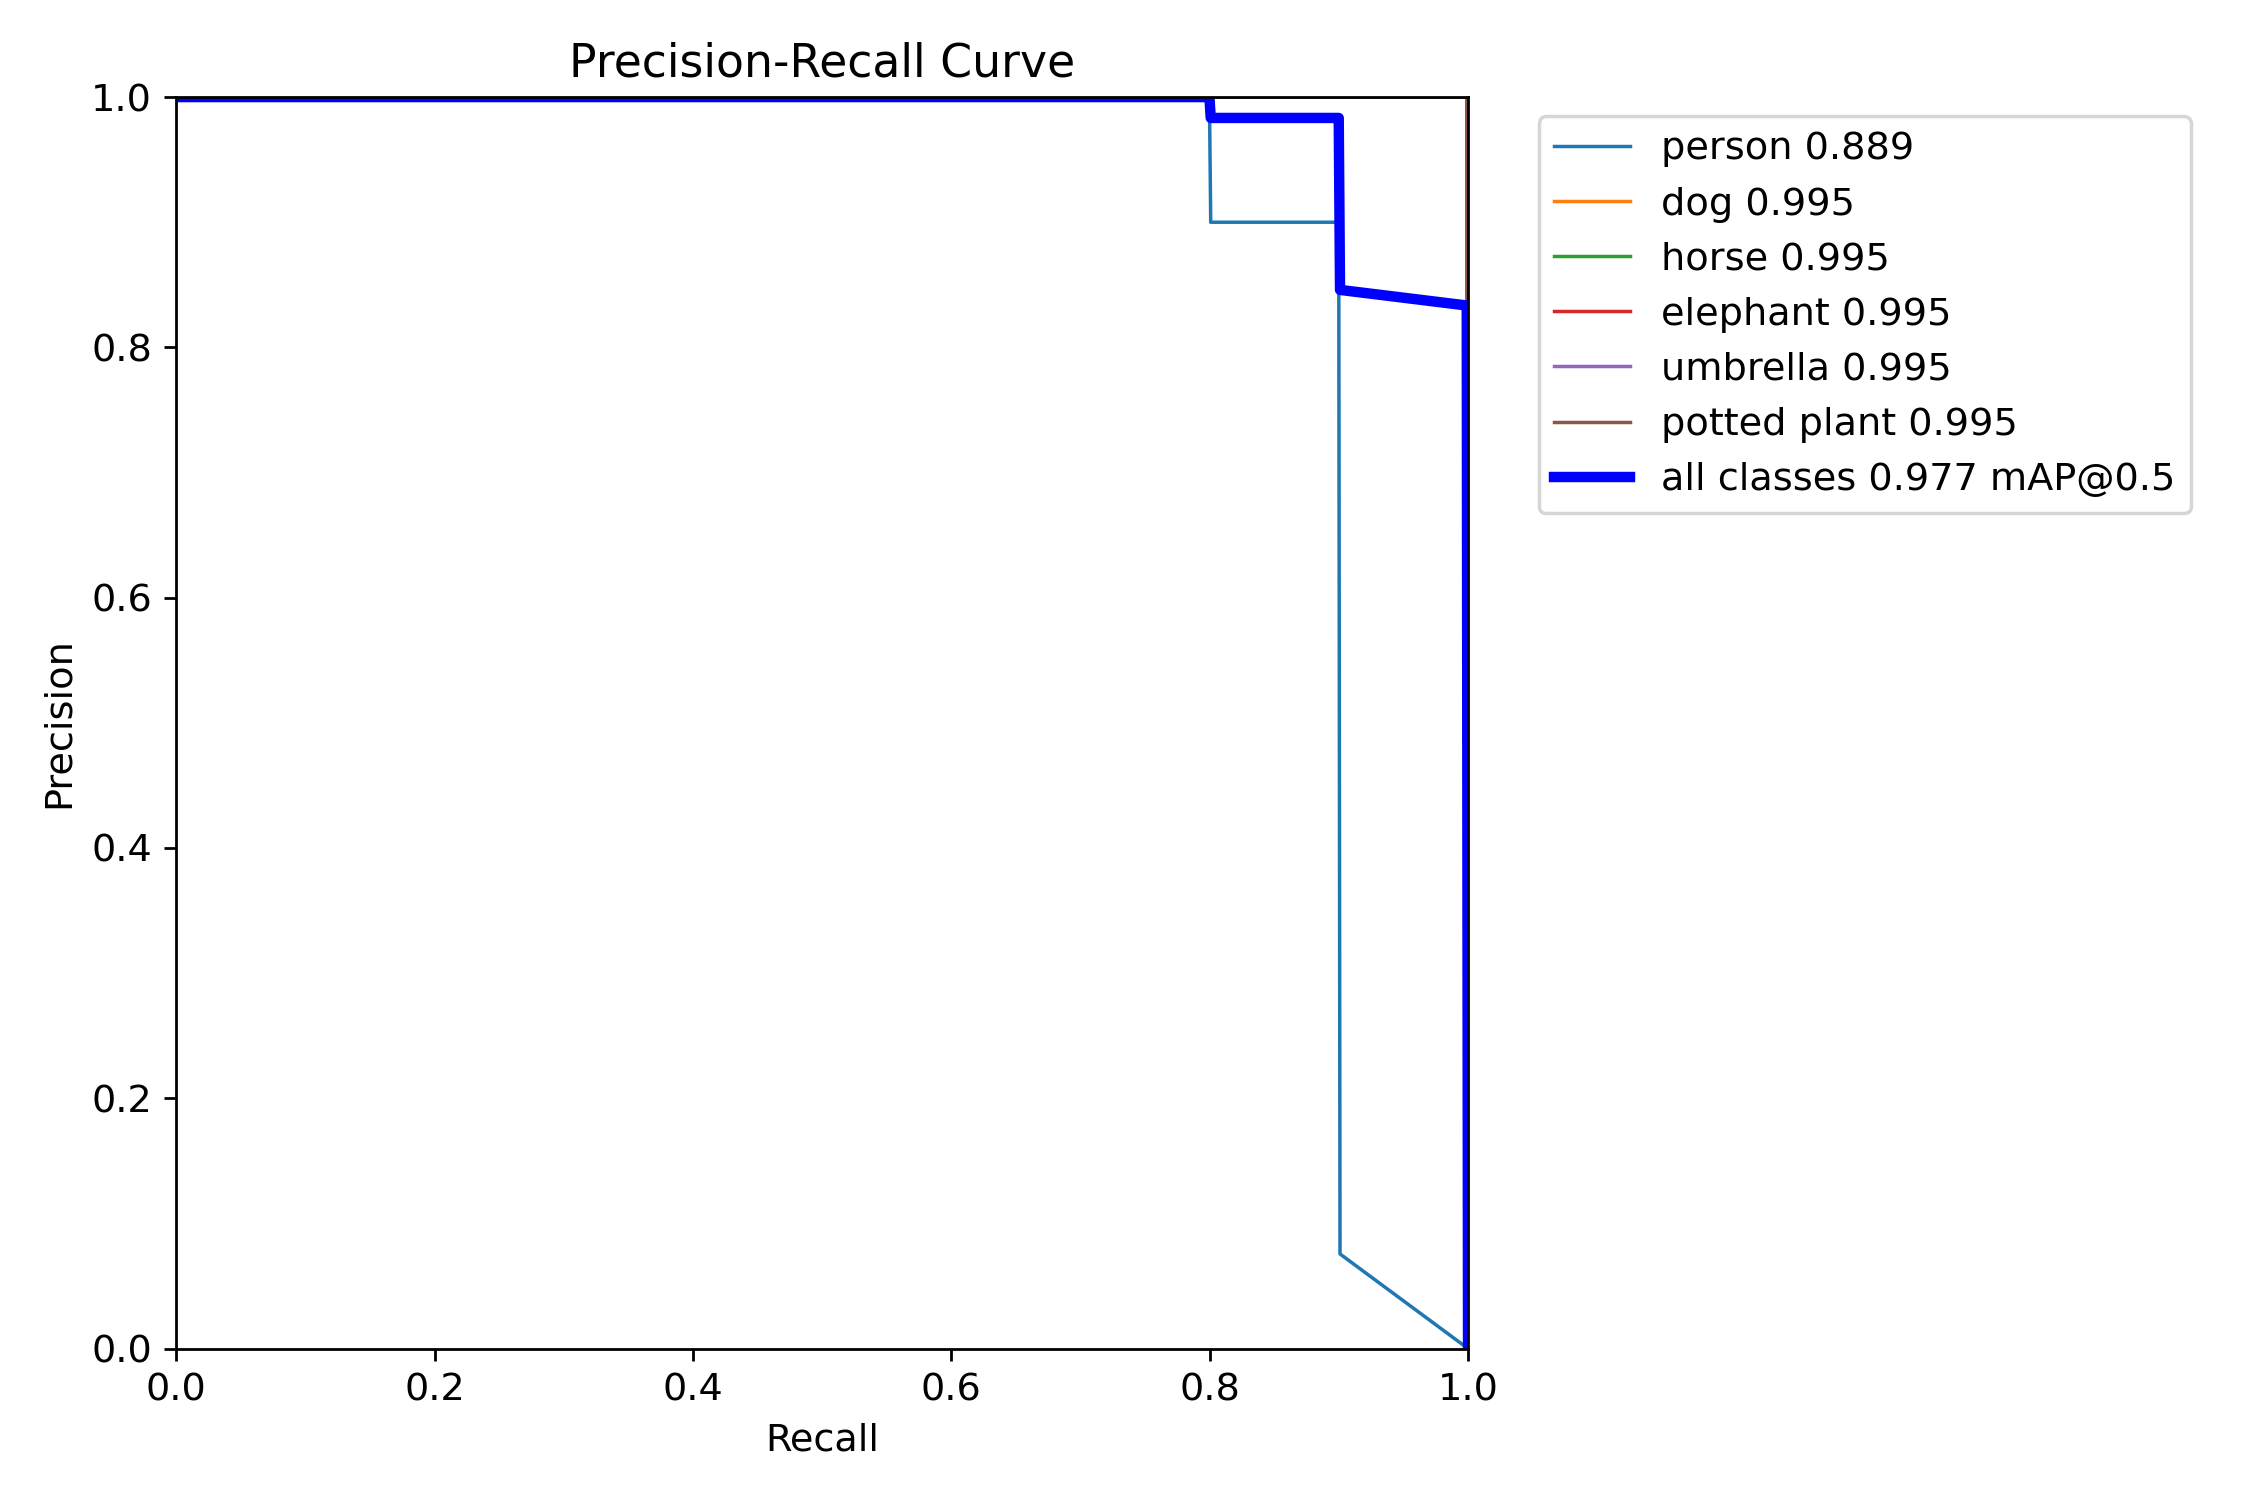 Precision-Recall Curve
1.0
0.8
0.6
0.4
0.2
0.0
Precision
0.0 0.2 0.4 0.6 0.8 1.0
Recall
person 0.889
dog 0.995
horse 0.995
elephant 0.995
umbrella 0.995
potted plant 0.995
all classes 0.977 mAP@0.5